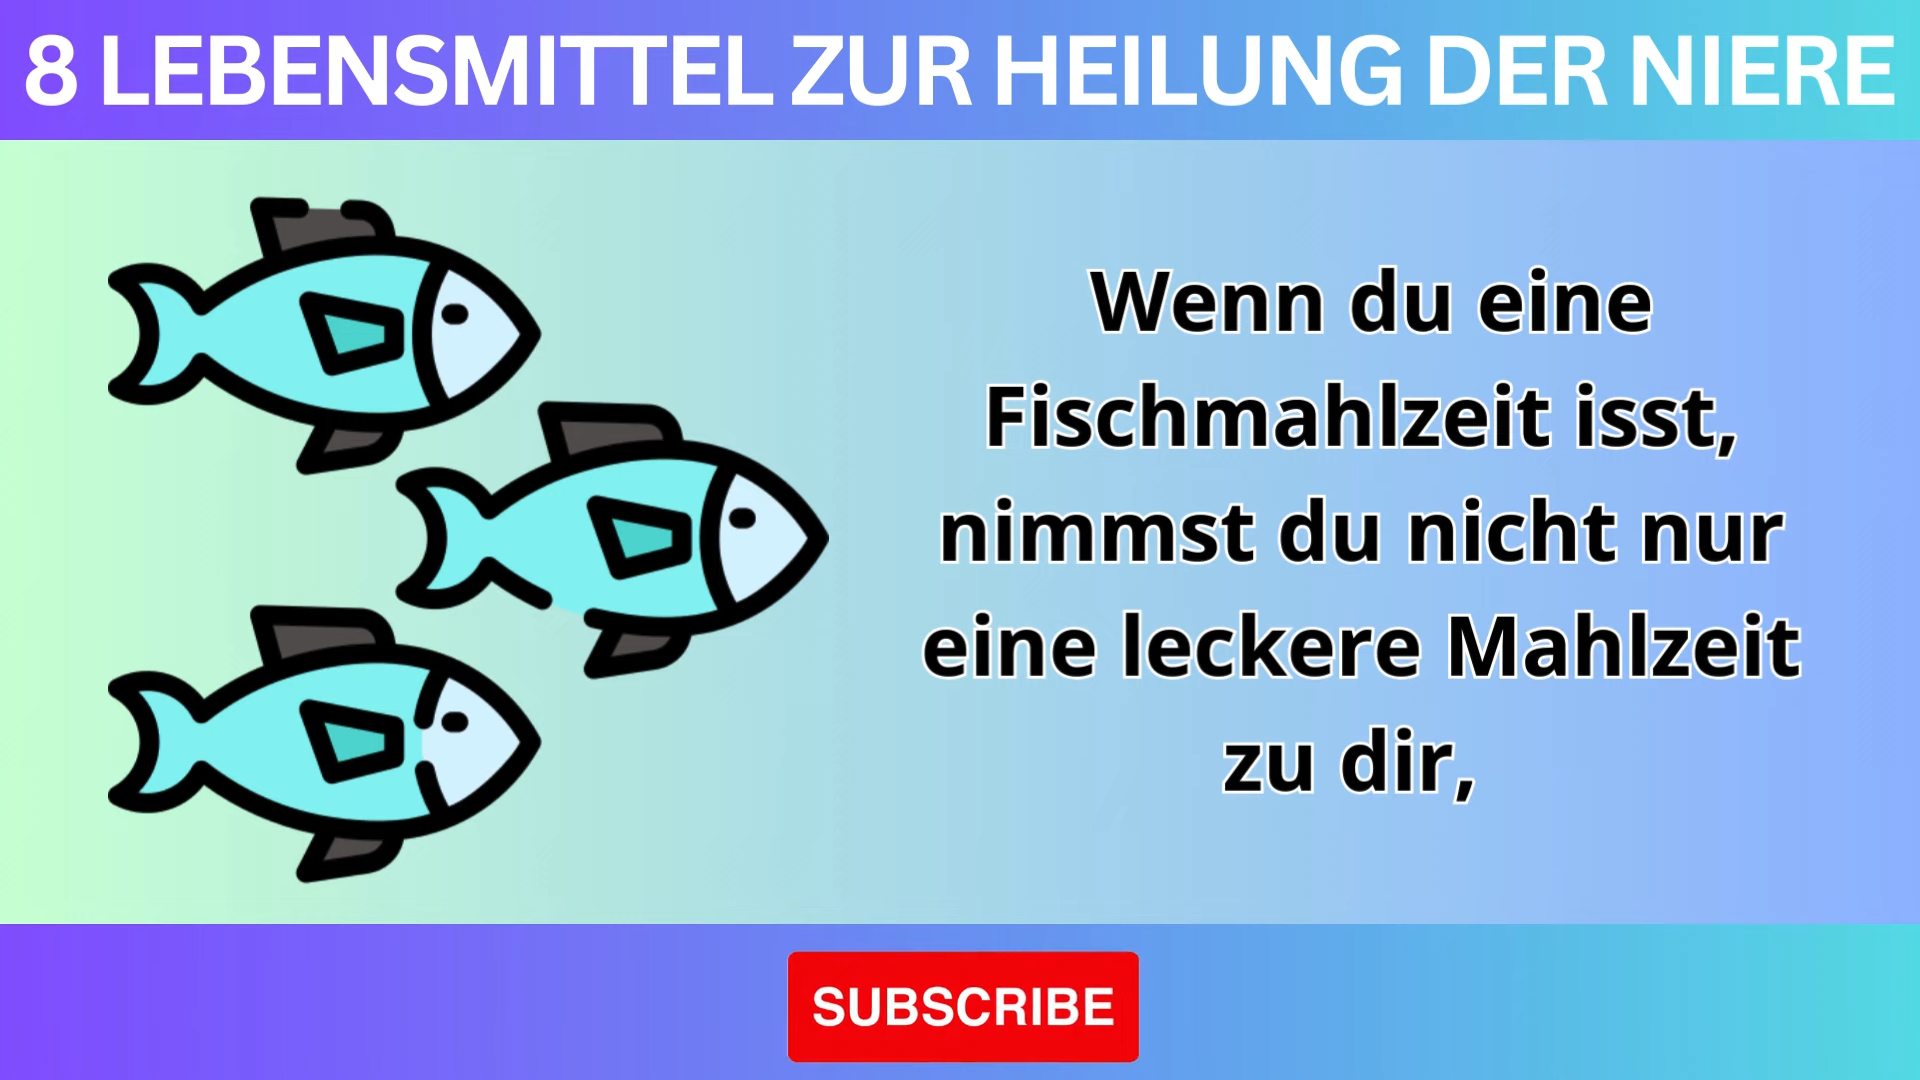 8 LEBENSMITTEL ZUR HEILUNG DER NIERE
Wenn du eine
Fischmahlzeit isst,
nimmst du nicht nur
eine leckere Mahlzeit
zu dir,
SUBSCRIBE